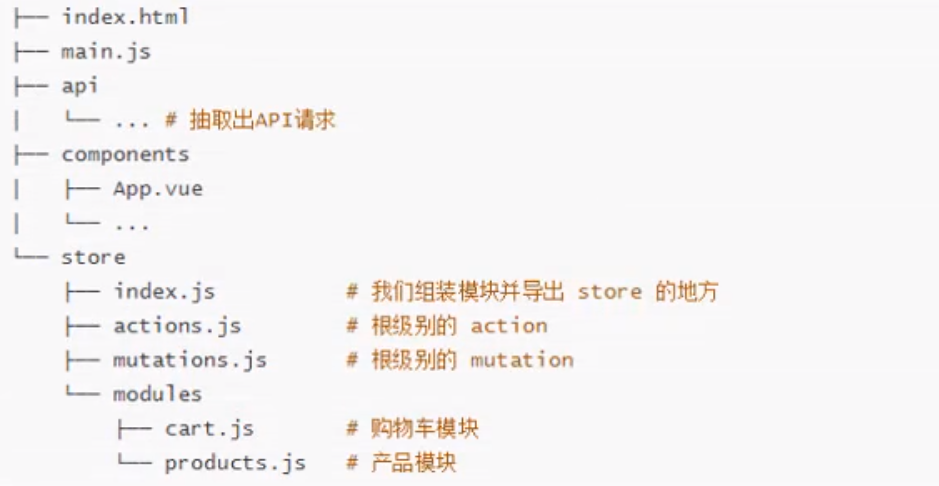 ├── index.html
├── main.js
├── api
│   └── ... # 抽取出API请求
├── components
│   ├── App.vue
│   └── ...
└── store
    ├── index.js          # 我们组装模块并导出 store 的地方
    ├── actions.js        # 根级别的 action
    ├── mutations.js      # 根级别的 mutation
    └── modules
        ├── cart.js       # 购物车模块
        └── products.js   # 产品模块